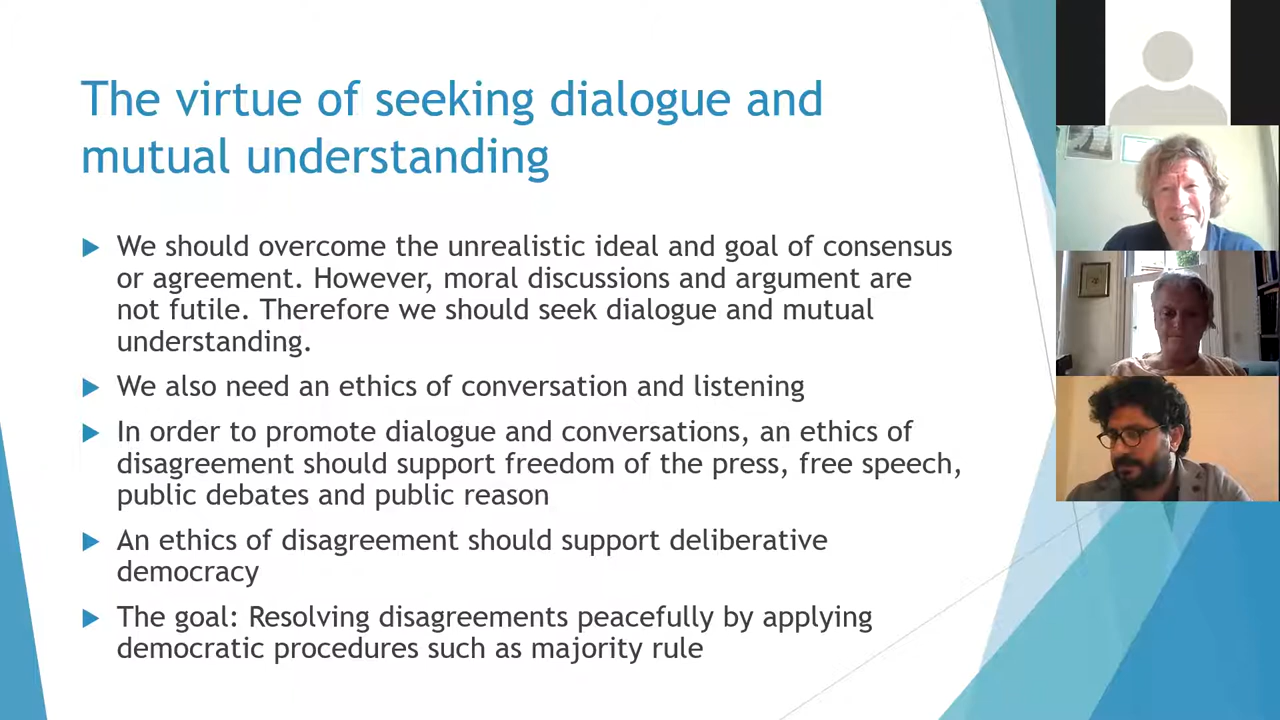 The virtue of seeking dialogue and
mutual understanding
We should overcome the unrealistic ideal and goal of consensus
or agreement. However, moral discussions and argument are
not futile. Therefore we should seek dialogue and mutual
understanding.
We also need an ethics of conversation and listening
In order to promote dialogue and conversations, an ethics of
disagreement should support freedom of the press, free speech,
public debates and public reason
An ethics of disagreement should support deliberative
democracy
The goal: Resolving disagreements peacefully by applying
democratic procedures such as majority rule